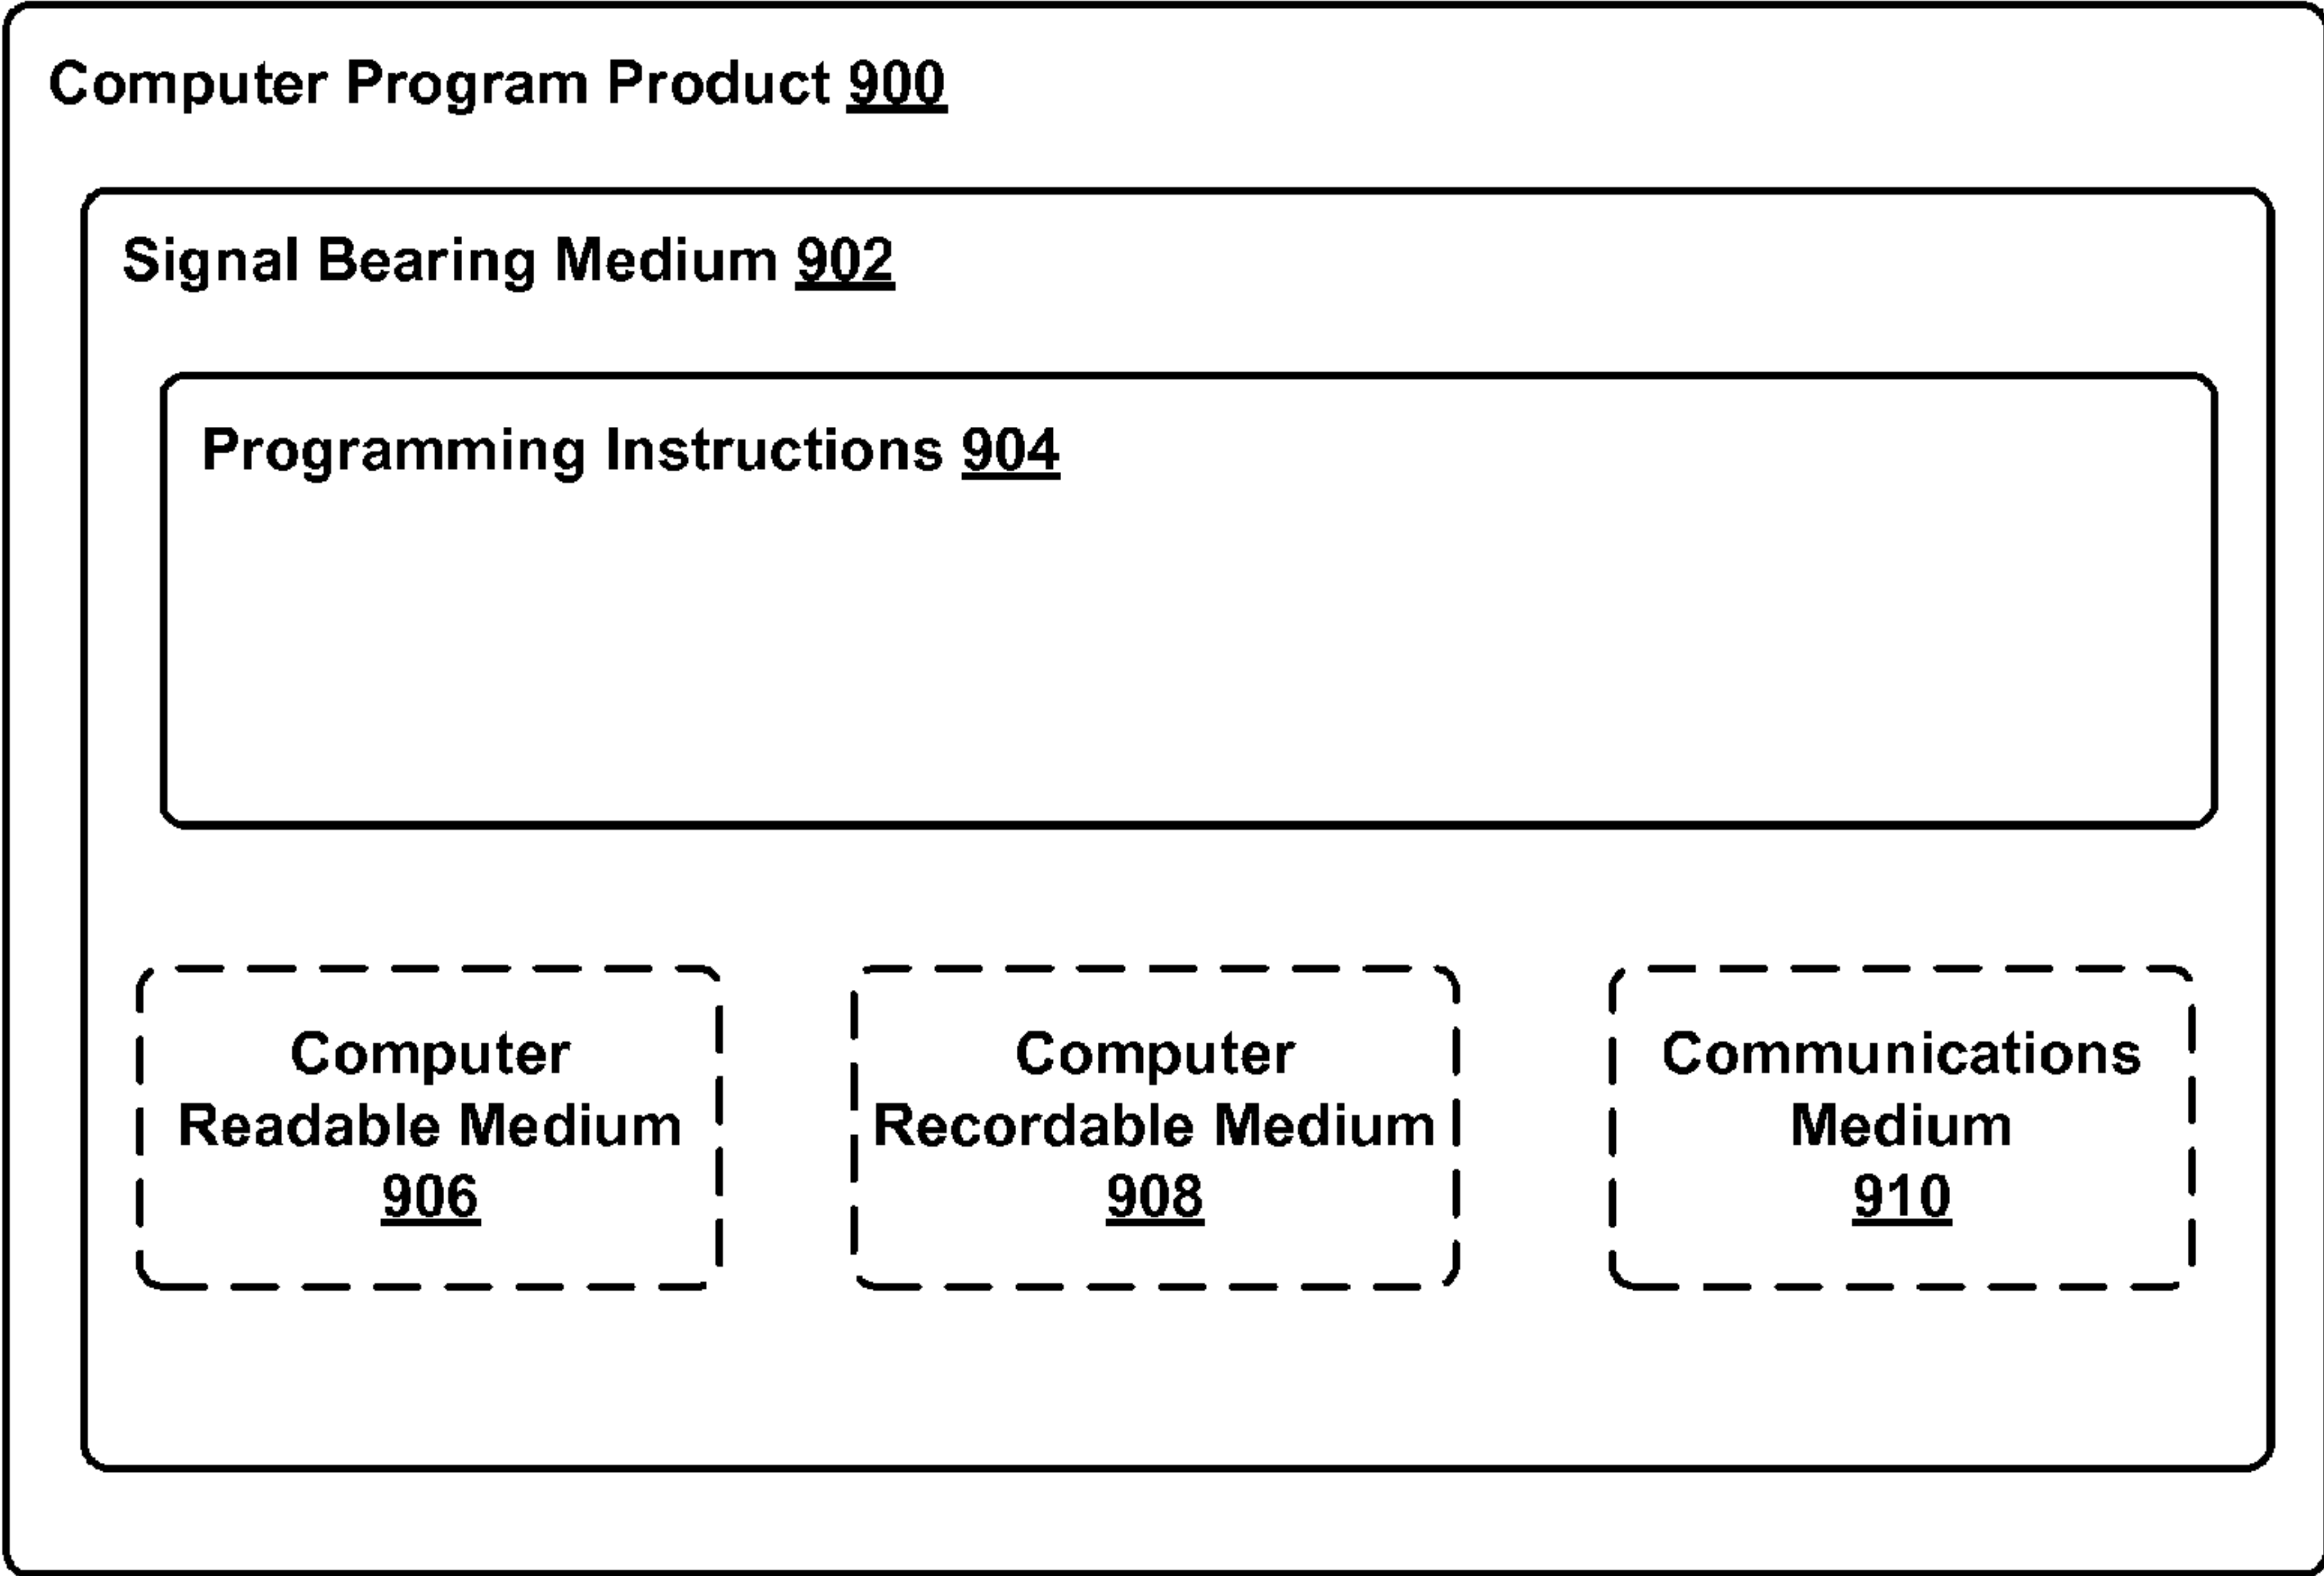 Computer Program Product 900
Signal Bearing Medium 902
Programming Instructions 904
Computer
Readable Medium
906
Computer
Recordable Medium
908
Communications
Medium
910